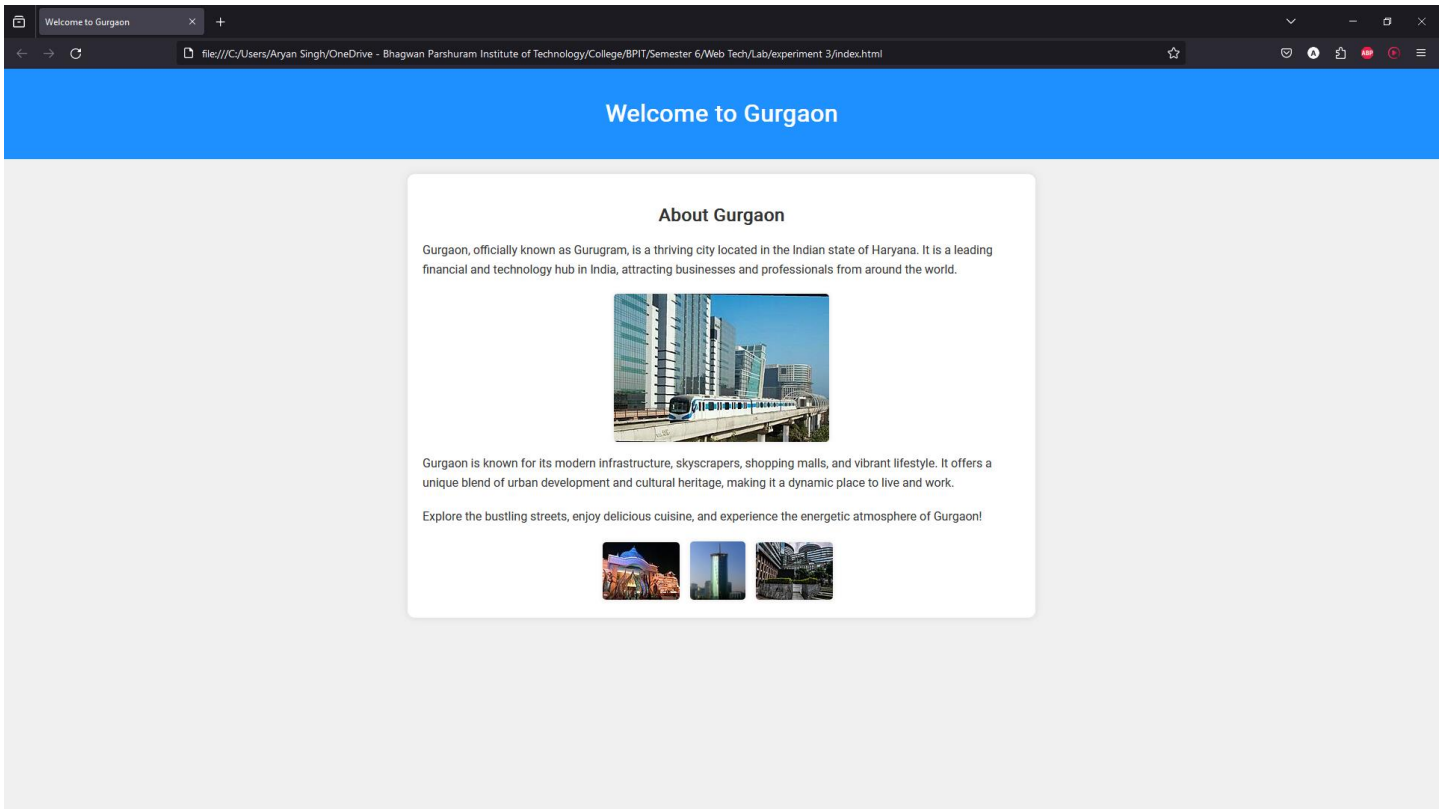 Welcome to Gurgaon
file:///C:/Users/Aryan Singh/OneDrive - Bhagwan Parshuram Institute of Technology/College/BPIT/Semester 6/Web Tech/Lab/experiment 3/index.html
A
ABP
Welcome to Gurgaon
About Gurgaon
Gurgaon, officially known as Gurugram, is a thriving city located in the Indian state of Haryana. It is a leading
financial and technology hub in India, attracting businesses and professionals from around the world.
Gurgaon is known for its modern infrastructure, skyscrapers, shopping malls, and vibrant lifestyle. It offers a
unique blend of urban development and cultural heritage, making it a dynamic place to live and work.
Explore the bustling streets, enjoy delicious cuisine, and experience the energetic atmosphere of Gurgaon!